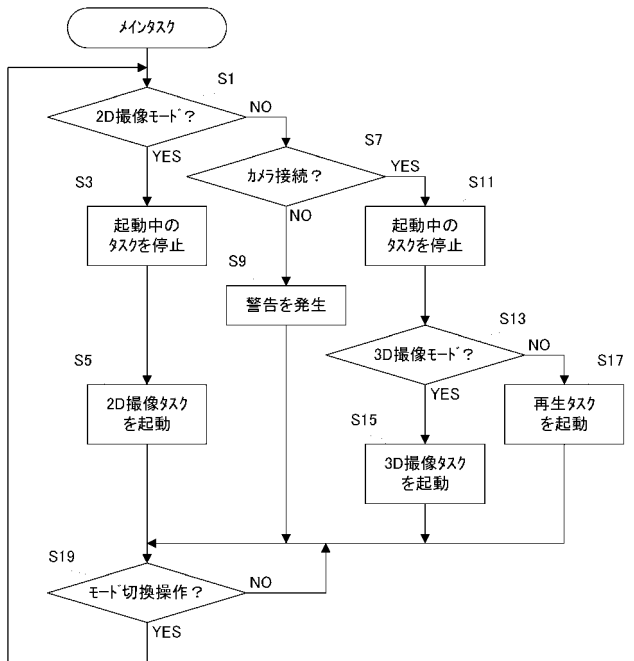 メインタスク
S1
2D撮像ﾓｰﾄﾞ?
NO
YES
S7
ｶﾒﾗ接続?
YES
NO
S3
起動中の
ﾀｽｸを停止
S11
起動中の
ﾀｽｸを停止
S9
警告を発生
S13
3D撮像ﾓｰﾄﾞ?
NO
YES
S5
2D撮像ﾀｽｸ
を起動
S17
再生ﾀｽｸ
を起動
S15
3D撮像ﾀｽｸ
を起動
S19
ﾓｰﾄﾞ切換操作?
NO
YES